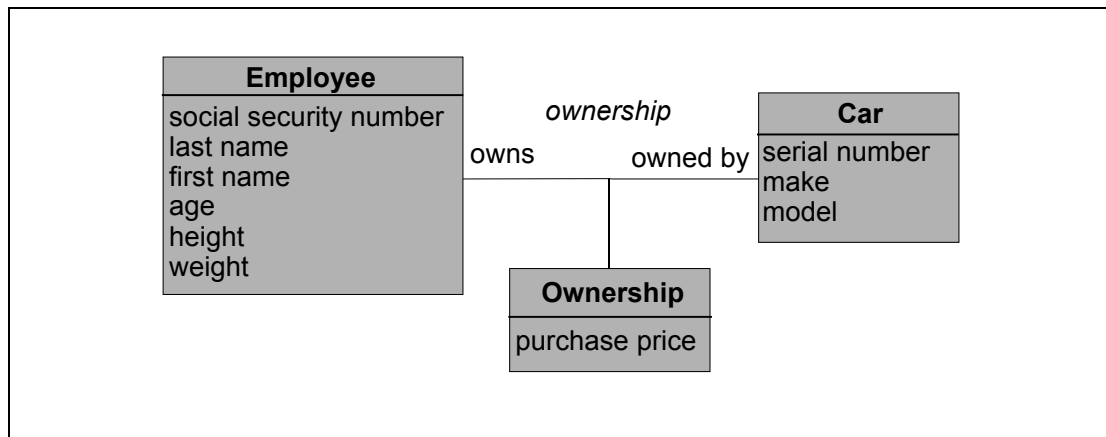 Employee
social security number
last name
first name
age
height
weight
ownership
owns
owned by
Car
serial number
make
model
Ownership
purchase price